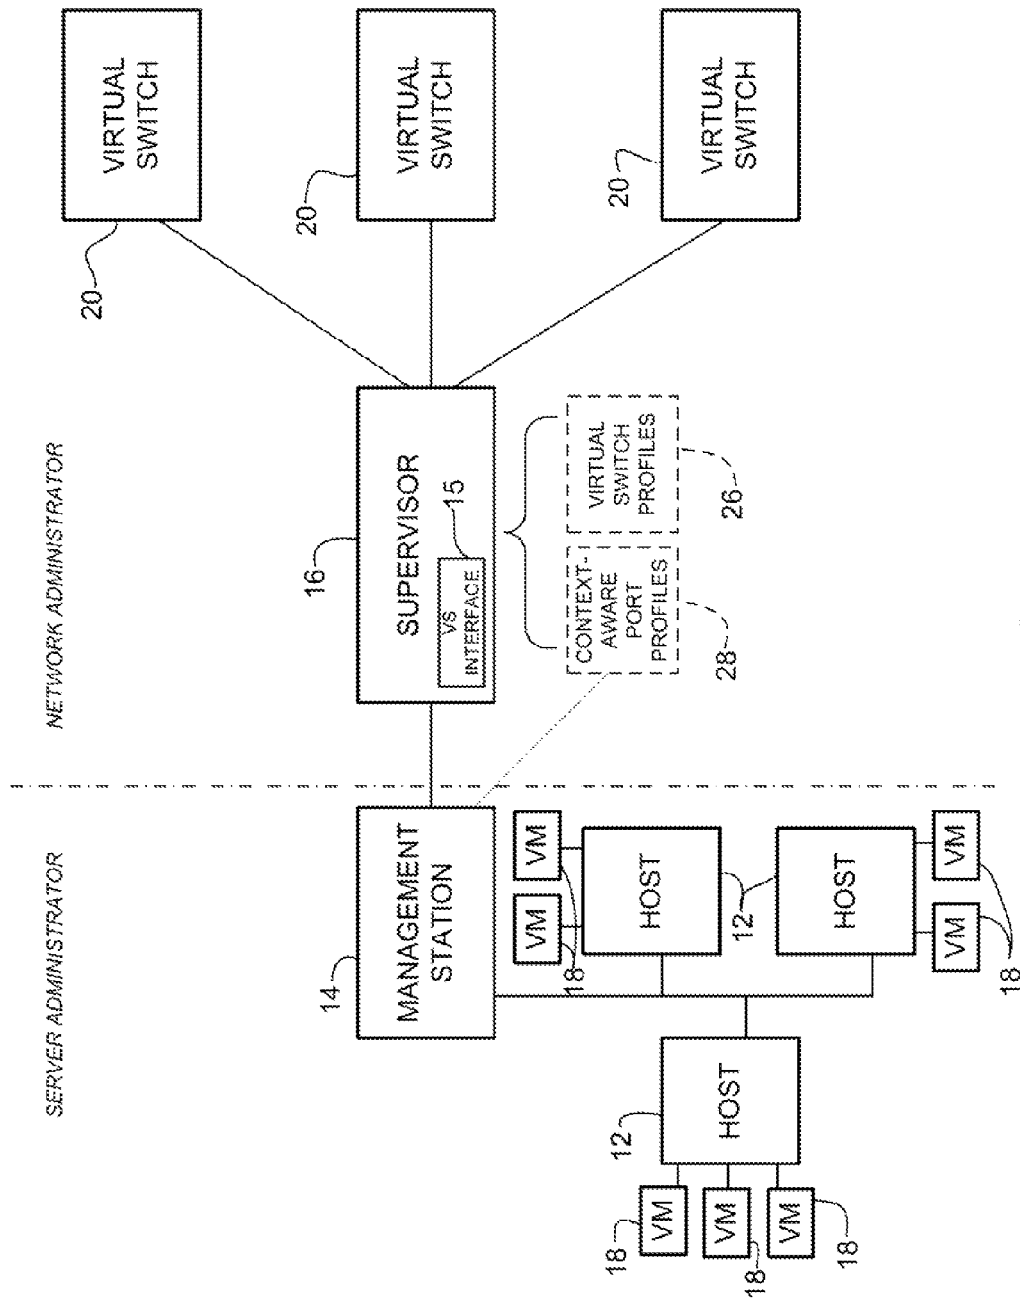 SERVER ADMINISTRATOR
NETWORK ADMINISTRATOR
14
MANAGEMENT
STATION
16
SUPERVISOR
15
VS
INTERFACE
20
VIRTUAL
SWITCH
20
VIRTUAL
SWITCH
20
VIRTUAL
SWITCH
CONTEXT-
AWARE
PORT
PROFILES
28
VIRTUAL
SWITCH
PROFILES
26
VM
VM
18
HOST
12
HOST
VM
VM
18
12
HOST
18
VM
VM
18
VM
18